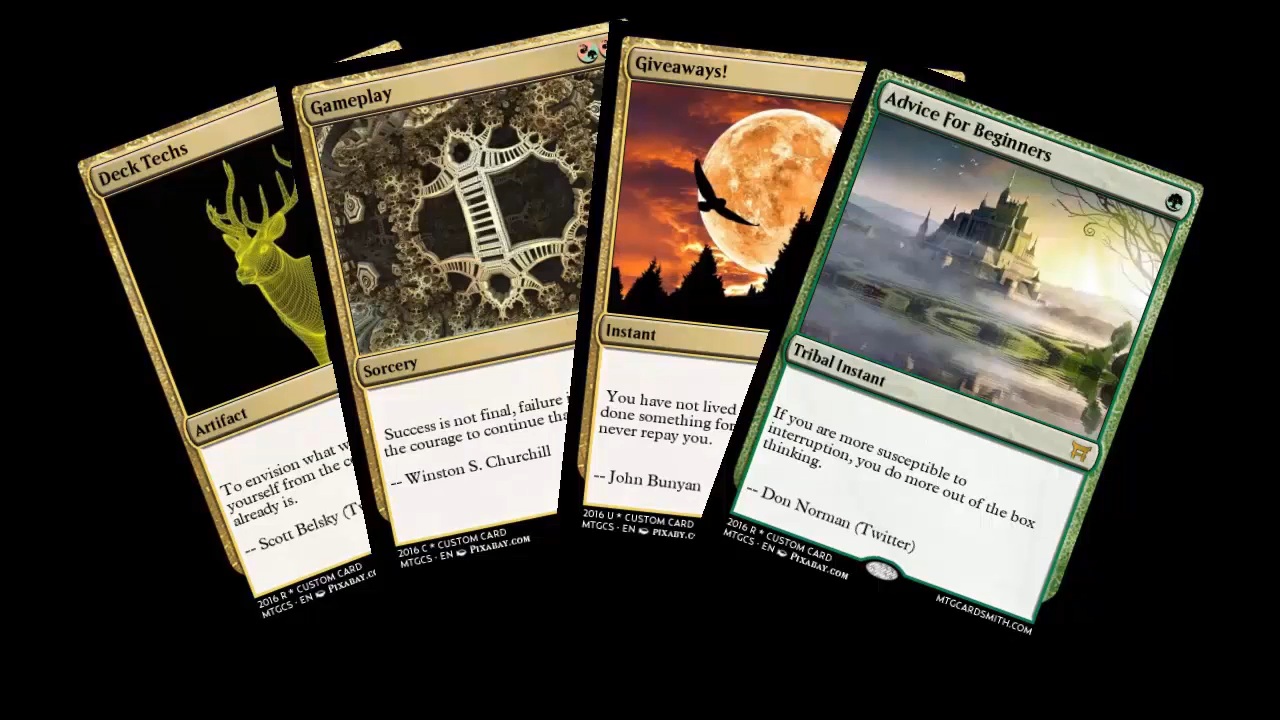 Deck Techs
Artifact
To envision what w
yourself from the c
already is.
-- Scott Belsky (Tw
2016 R * CUSTOM CARD
MTGCS · EN PIXABAY.CO
Gameplay
Sorcery
Success is not final, failure i
the courage to continue tha
-- Winston S. Churchill
2016 C * CUSTOM CARD
MTGCS · EN PIXABAY.COM
Giveaways!
Instant
You have not lived
done something for
never repay you.
-- John Bunyan
2016 U * CUSTOM CARD
MTGCS · EN PIXABY.C
Advice For Beginners
Tribal Instant
If you are more susceptible to
interruption, you do more out of the box
thinking.
-- Don Norman (Twitter)
2016 R * CUSTOM CARD
MTGCS · EN PIXABAY.COM
MTGCARDSMITH.COM